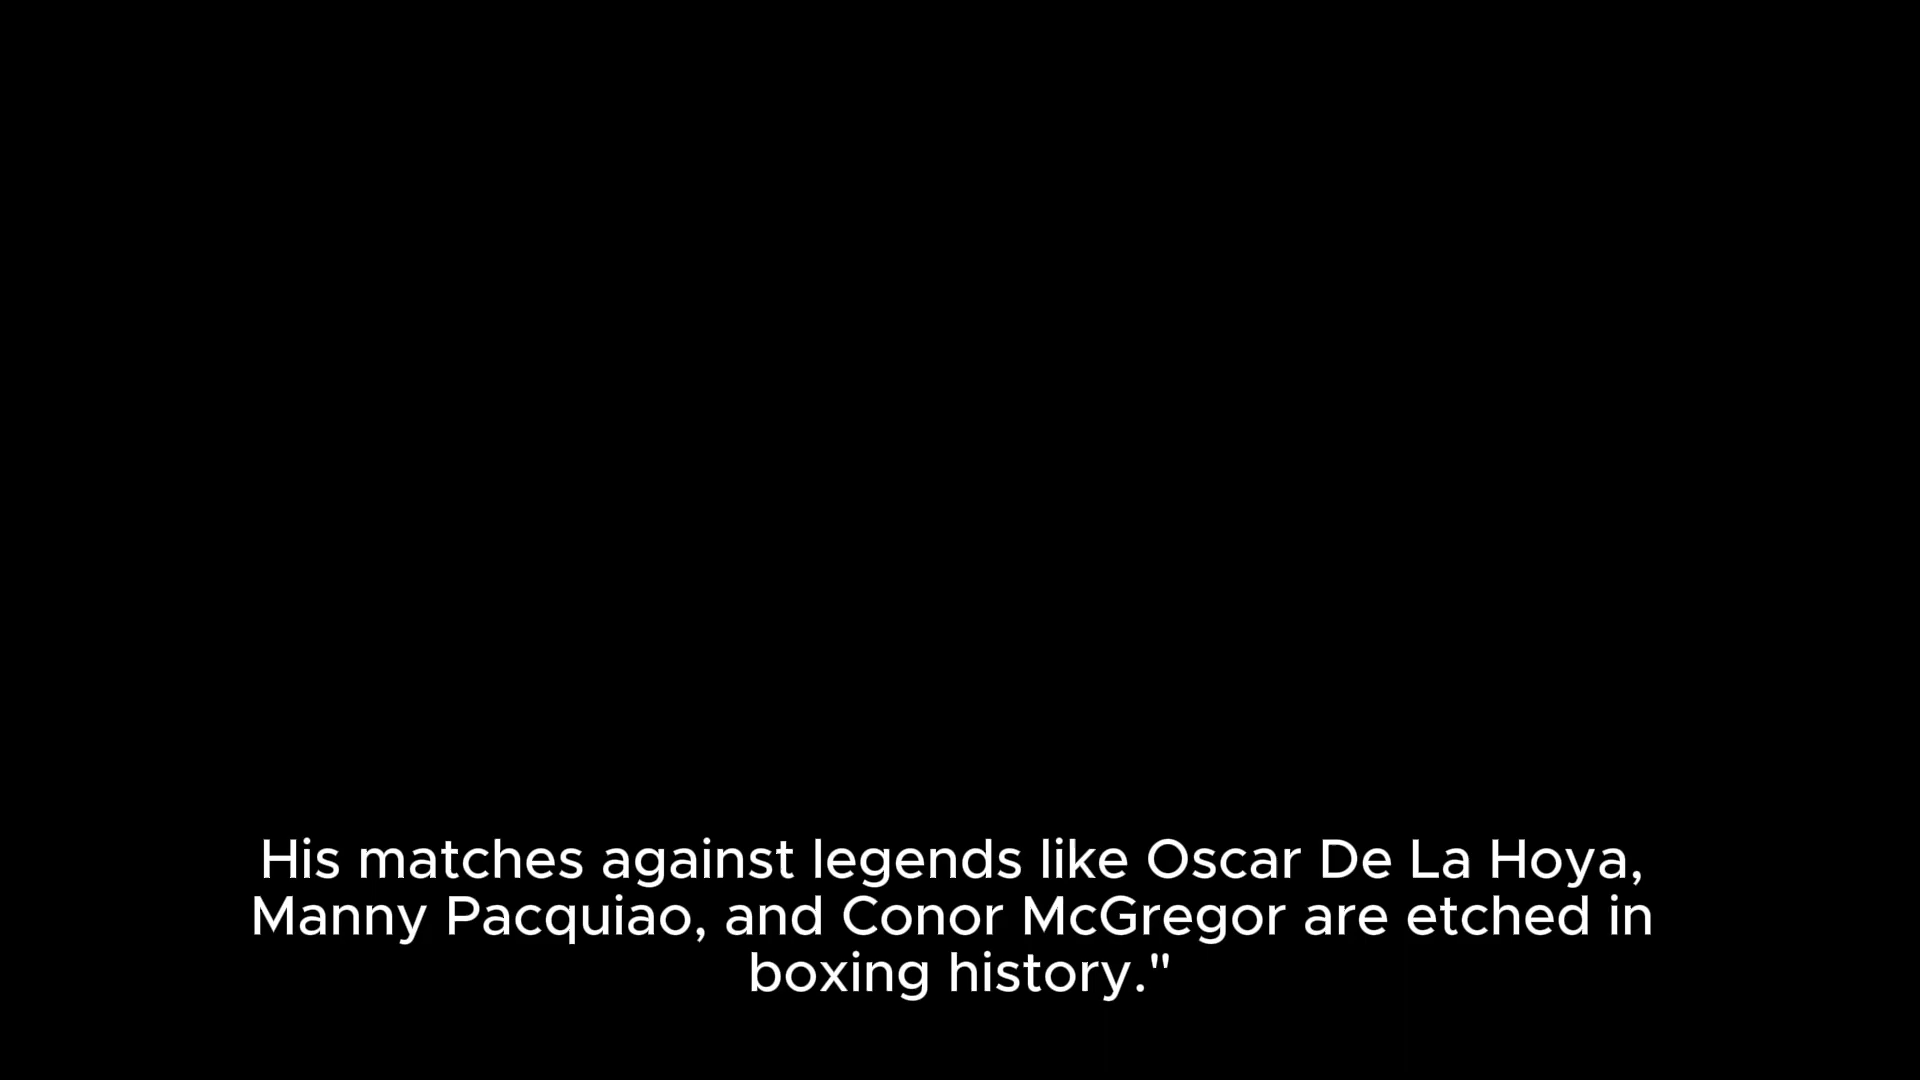 His matches against legends like Oscar De La Hoya,
Manny Pacquiao, and Conor McGregor are etched in
boxing history."